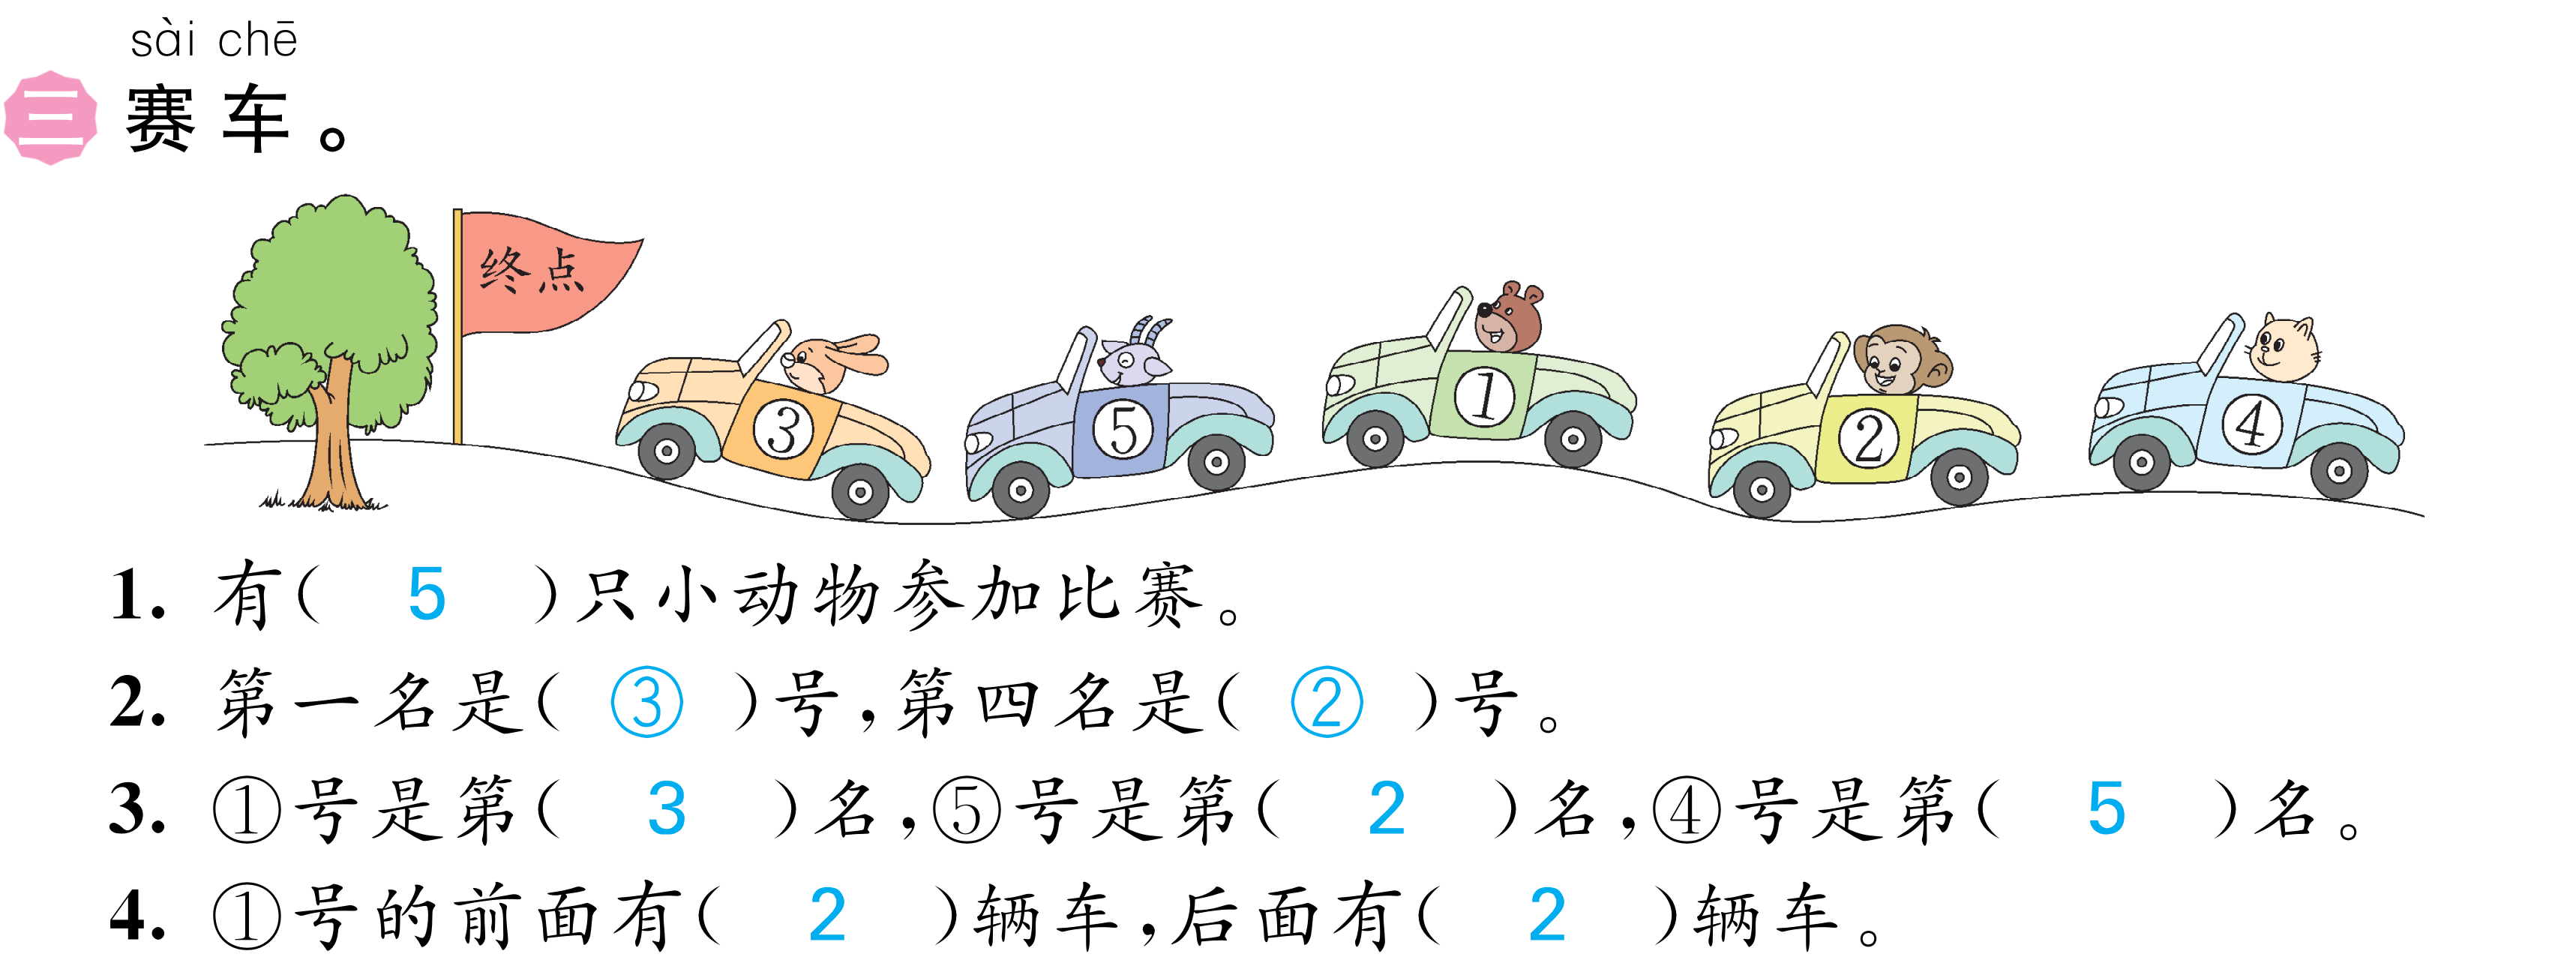 sài chē
三 赛车。
终点
③ ⑤ ① ② ④
1. 有( 5 )只小动物参加比赛。
2. 第一名是( ③ )号,第四名是( ② )号。
3. ①号是第( 3 )名,⑤号是第( 2 )名,④号是第( 5 )名。
4. ①号的前面有( 2 )辆车,后面有( 2 )辆车。